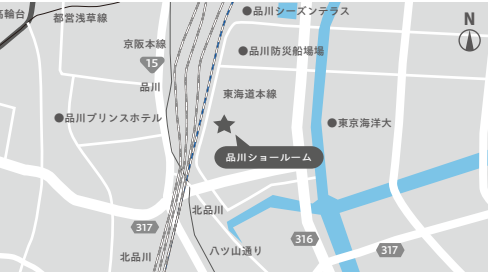 高輪台
都営浅草線
●品川シーズンテラス
N
京阪本線
●品川防災船場場
15
品川
東海道本線
●品川プリンスホテル
●東京海洋大
品川ショールーム
北品川
317
316
317
北品川
八ツ山通り